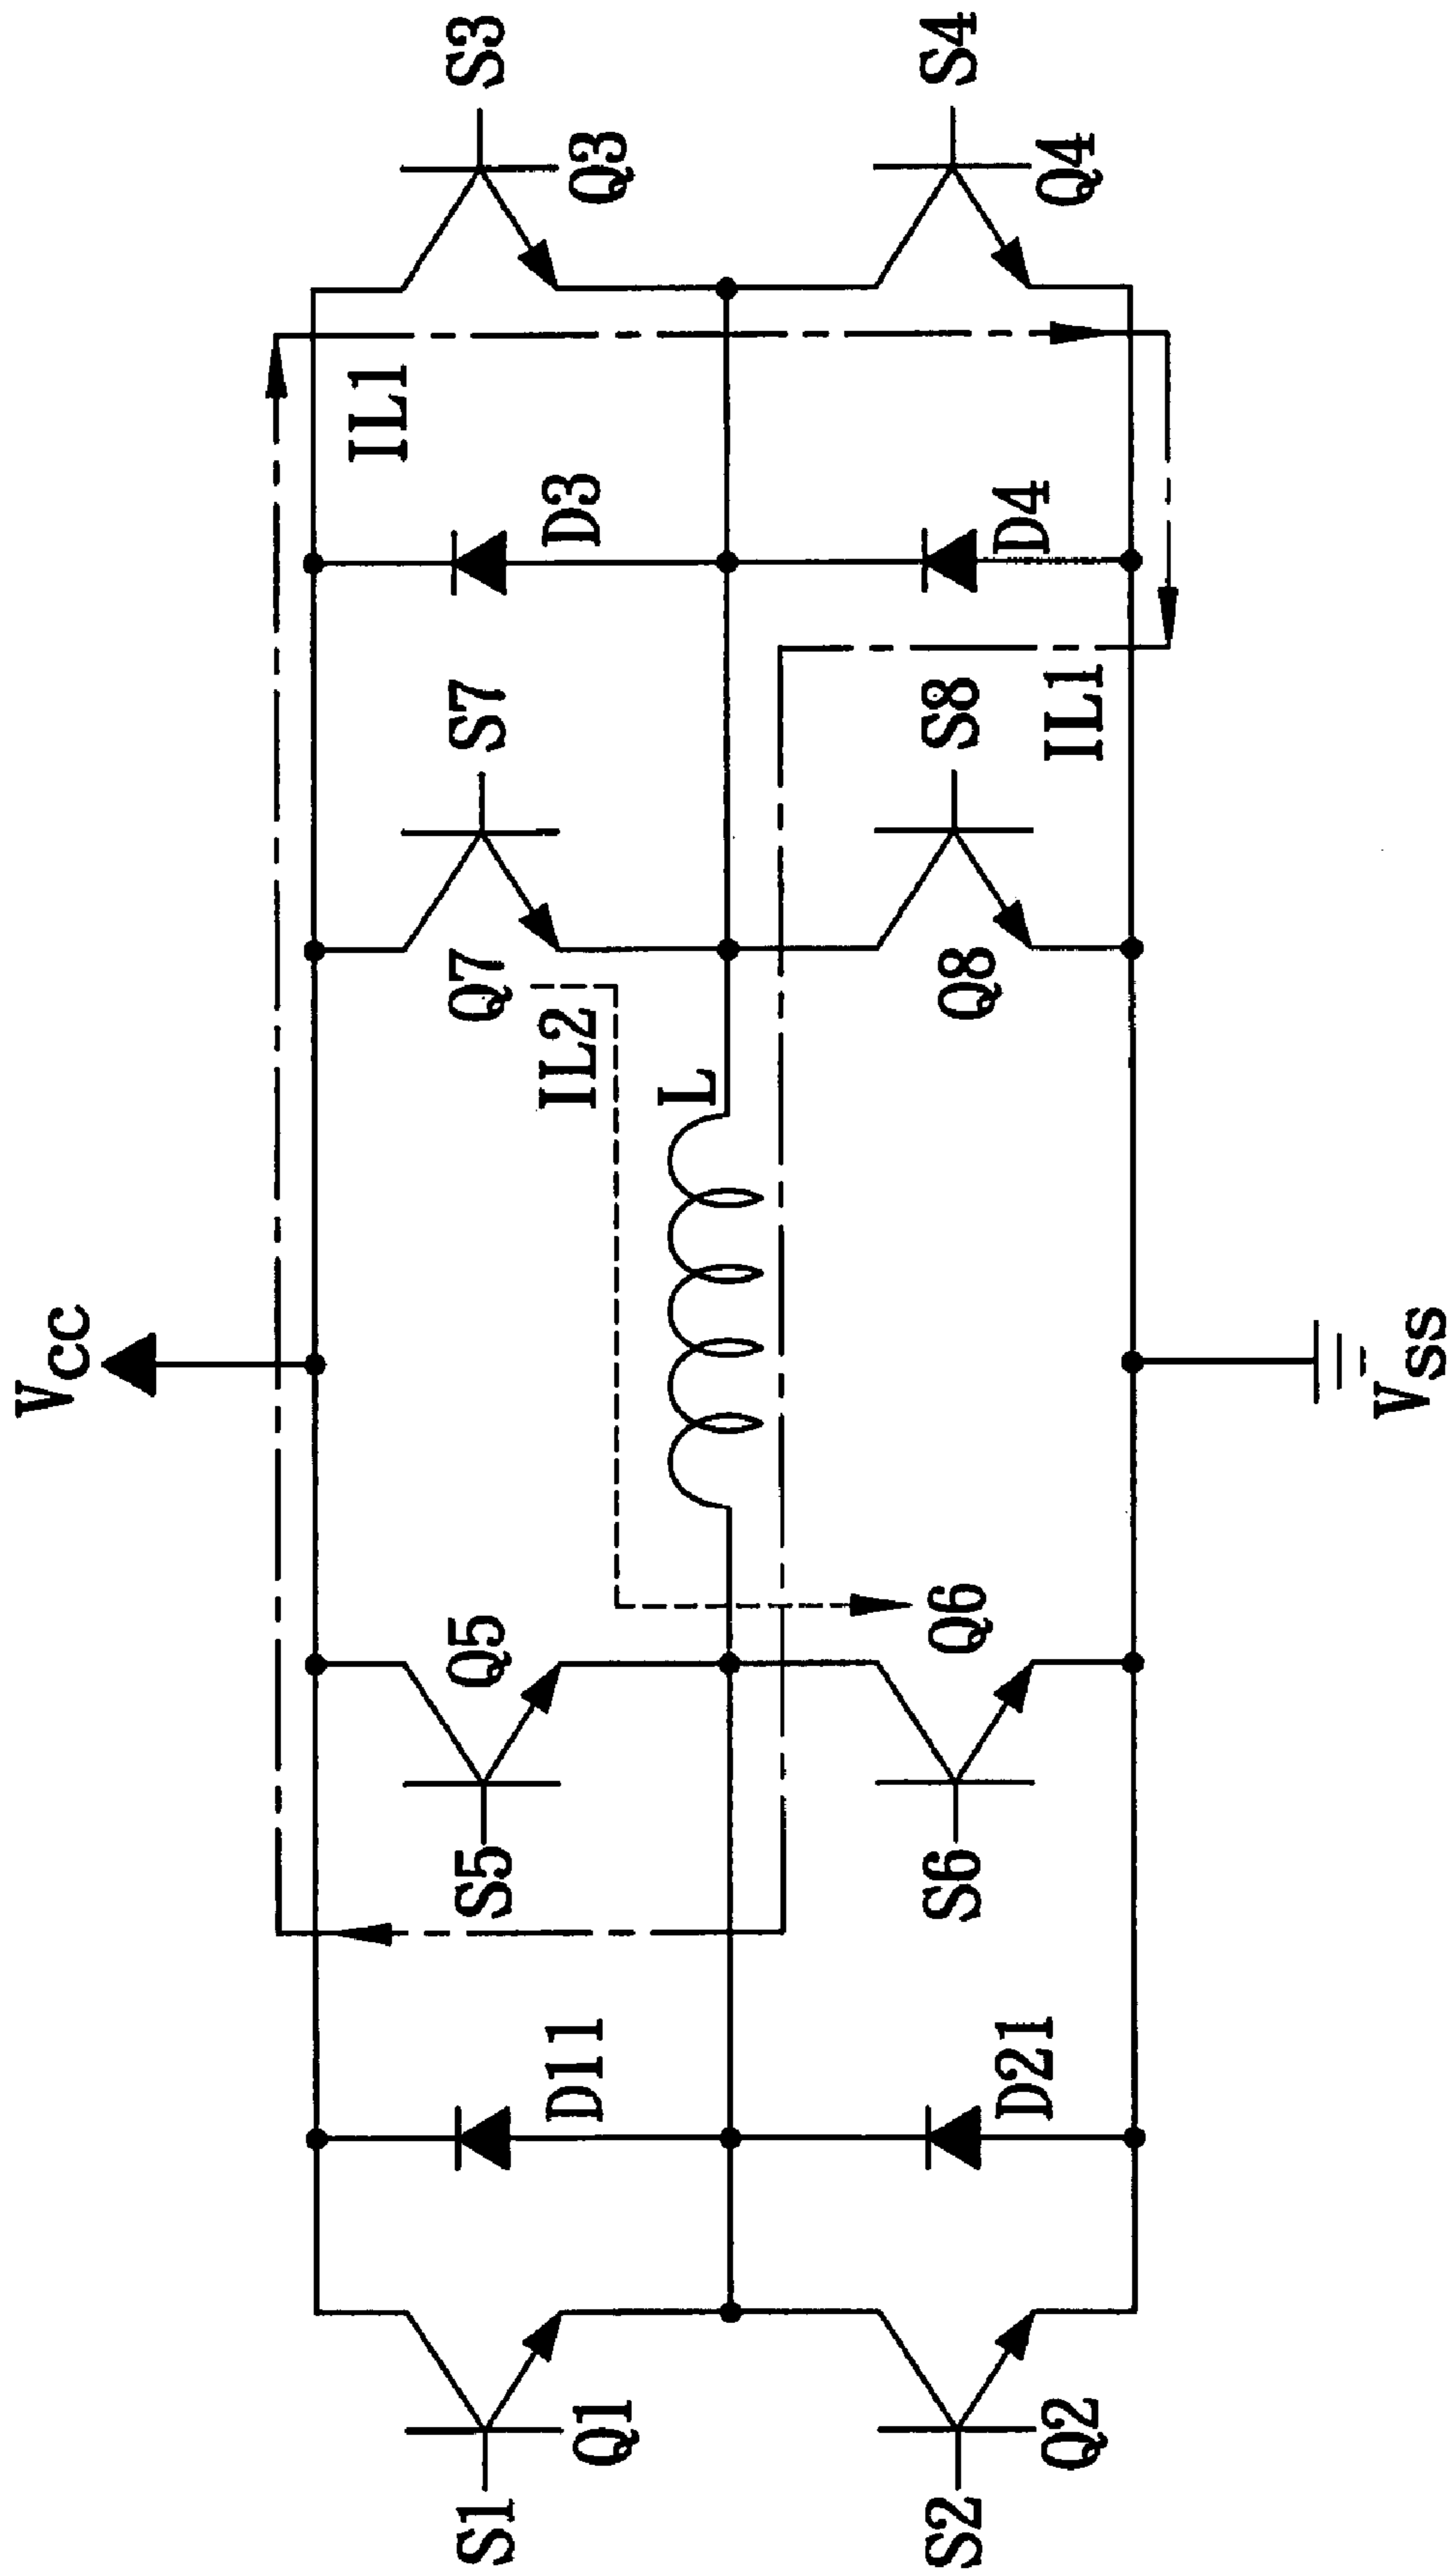 VCC
S1
Q1
D11
S5
Q5
IL2
Q7
S7
D3
IL1
Q3
S3
L
S2
Q2
D21
S6
Q6
Q8
S8
IL1
D4
Q4
S4
VSS